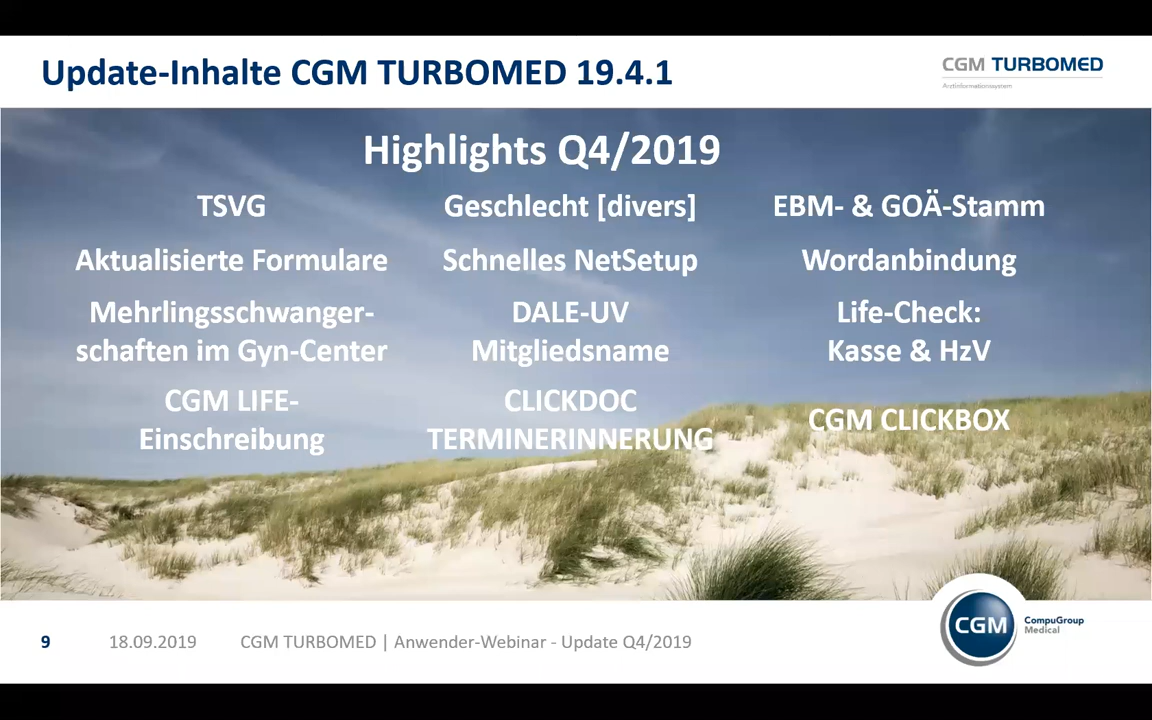 Update-Inhalte CGM TURBOMED 19.4.1
CGM TURBOMED
Arztinformationssystem
Highlights Q4/2019
TSVG
Geschlecht [divers]
EBM- & GOÄ-Stamm
Aktualisierte Formulare
Schnelles NetSetup
Wordanbindung
Mehrlingsschwanger-
schaften im Gyn-Center
DALE-UV
Mitgliedsname
Life-Check:
Kasse & HzV
CGM LIFE-
Einschreibung
CLICKDOC
TERMINERINNERUNG
CGM CLICKBOX
9
18.09.2019
CGM TURBOMED | Anwender-Webinar - Update Q4/2019
CGM
CompuGroup
Medical